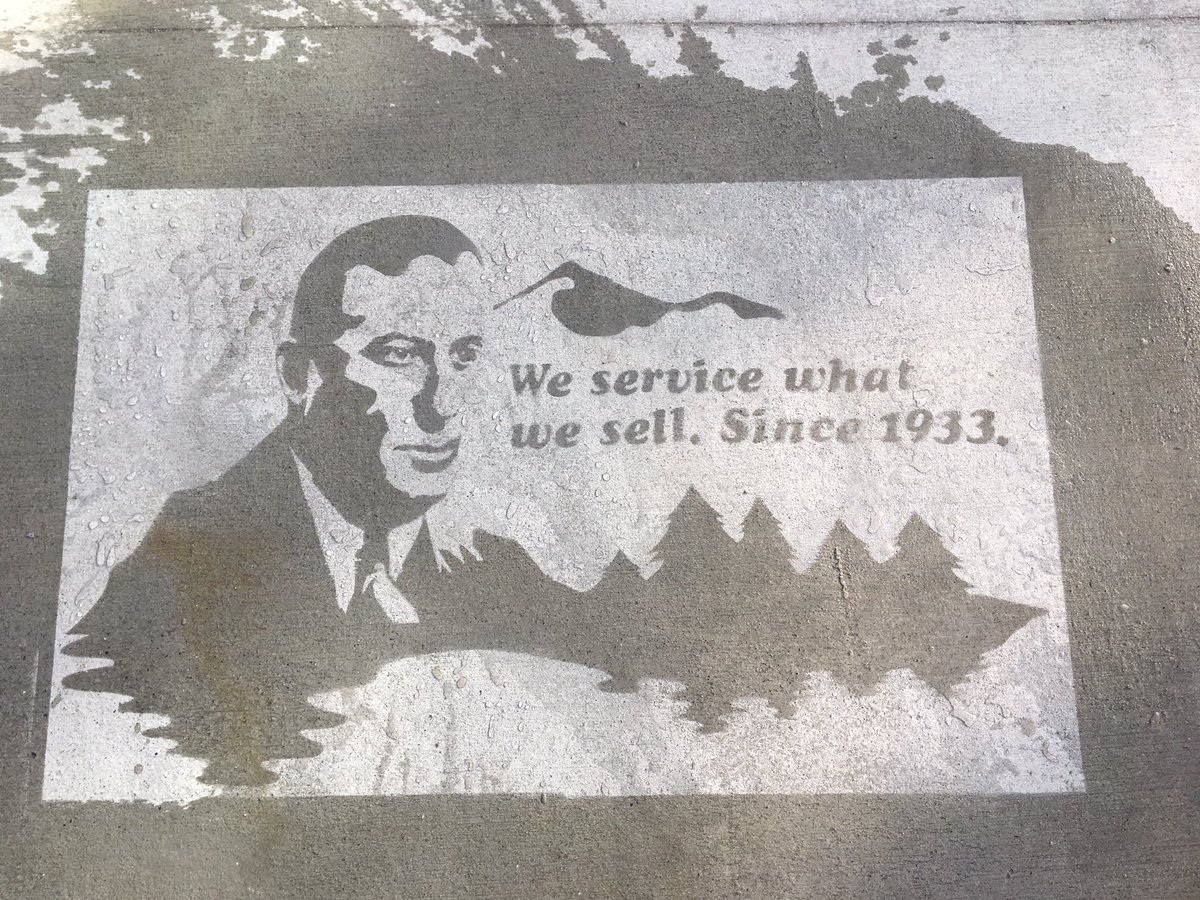 We service what
we sell. Since 1933.